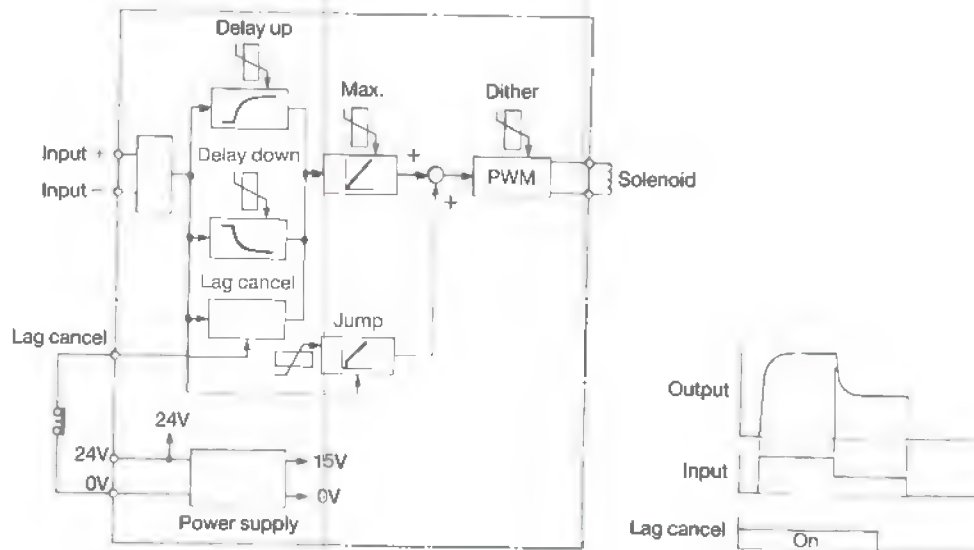 Delay up
Max.
Dither
Input +
Delay down
Input −
PWM
Solenoid
Lag cancel
Lag cancel
Jump
24V
24V
15V
0V
0V
Power supply
Output
Input
Lag cancel
On